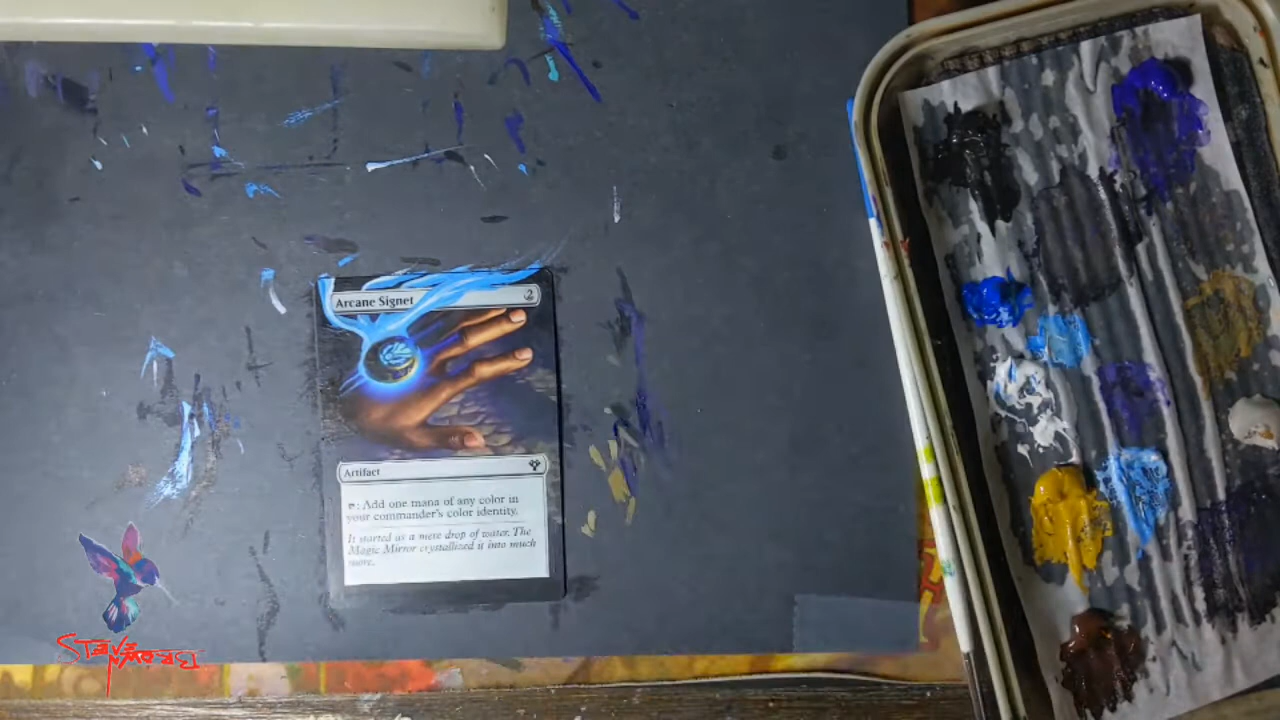 Arcane Signet 2
Artifact
: Add one mana of any color in
your commander's color identity.
It started as a mere drop of water. The
Magic Mirror crystallized it into much
more.